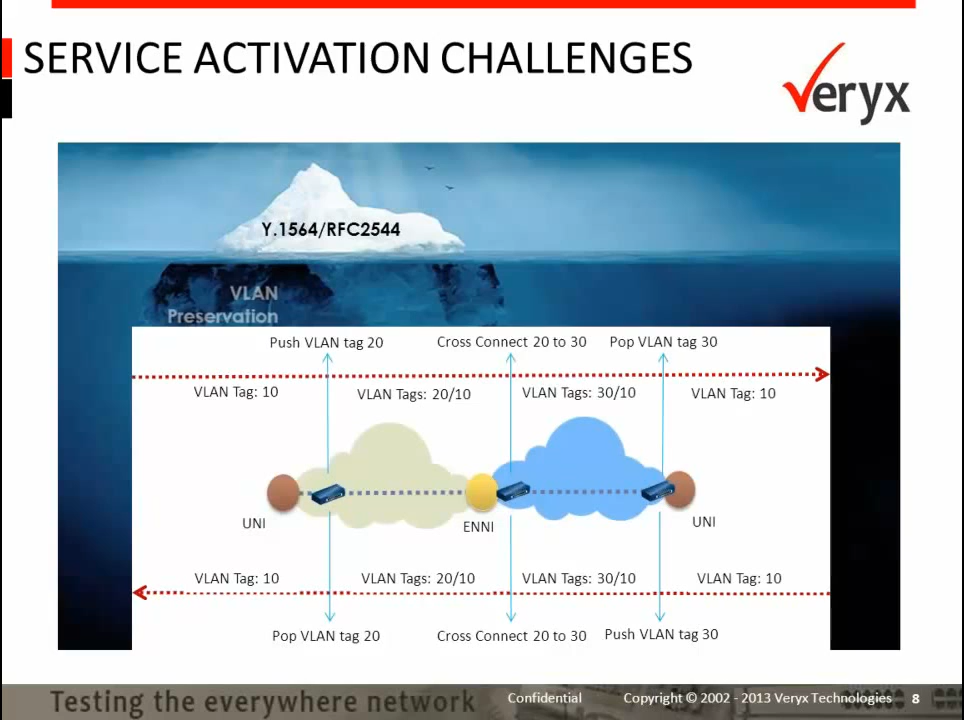 SERVICE ACTIVATION CHALLENGES
Veryx
Y.1564/RFC2544
VLAN
Preservation
Push VLAN tag 20
Cross Connect 20 to 30
Pop VLAN tag 30
VLAN Tag: 10
VLAN Tags: 20/10
VLAN Tags: 30/10
VLAN Tag: 10
UNI
ENNI
UNI
VLAN Tag: 10
VLAN Tags: 20/10
VLAN Tags: 30/10
VLAN Tag: 10
Pop VLAN tag 20
Cross Connect 20 to 30
Push VLAN tag 30
Testing the everywhere network
Confidential
Copyright © 2002 - 2013 Veryx Technologies
8